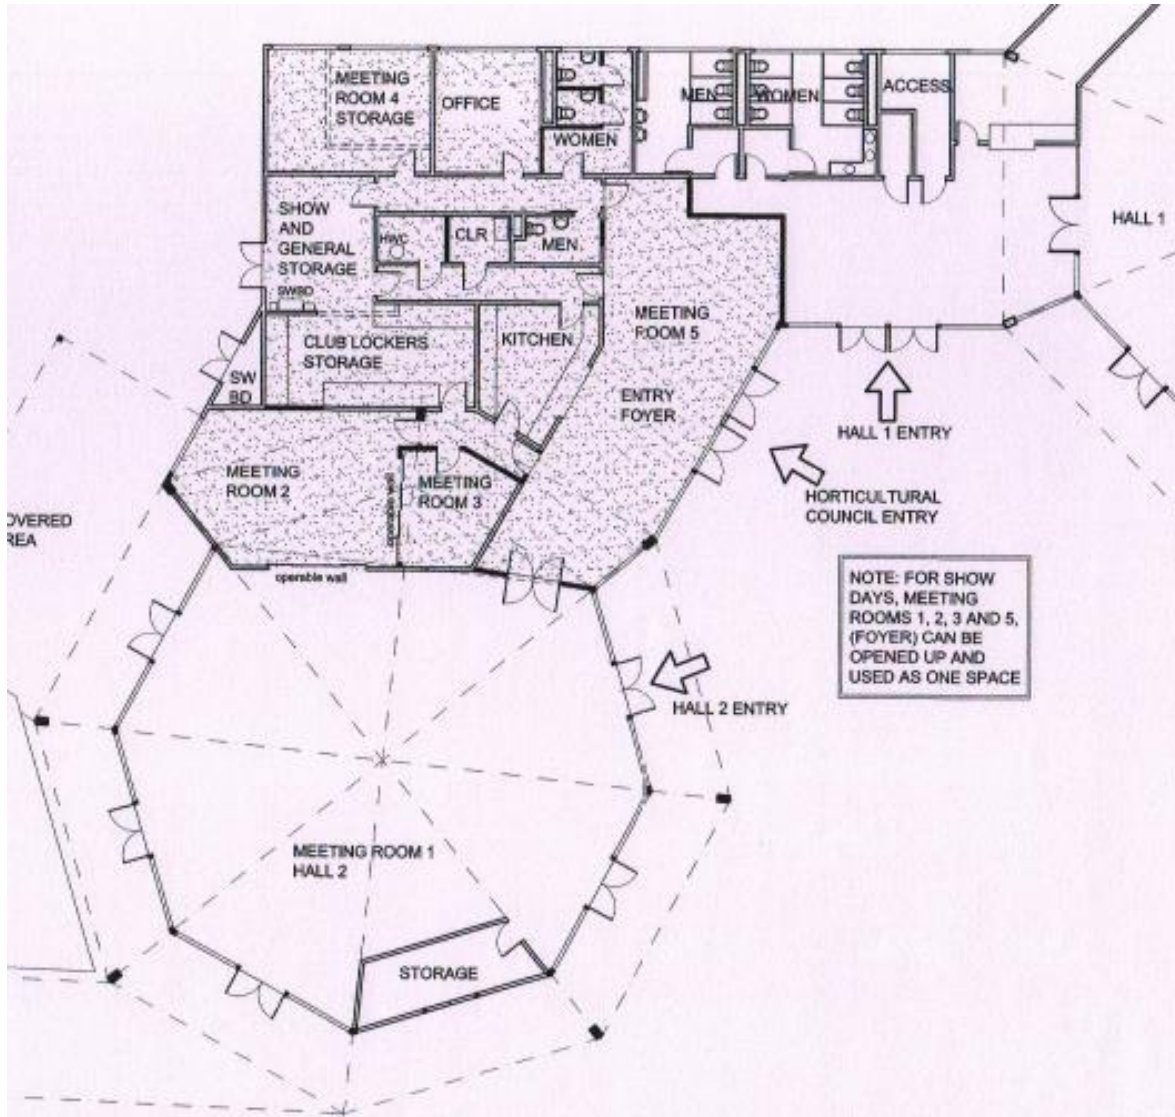 MEETING
ROOM 4
STORAGE
OFFICE
WOMEN
MEN
WOMEN
ACCESS
HALL 1
SHOW
AND
GENERAL
STORAGE
SWBD
HWC
CLR
MEN
MEETING
ROOM 5
CLUB LOCKERS
STORAGE
KITCHEN
SW
BD
ENTRY
FOYER
HALL 1 ENTRY
MEETING
ROOM 2
operable wall
MEETING
ROOM 3
HORTICULTURAL
COUNCIL ENTRY
OVERED
REA
operable wall
NOTE: FOR SHOW
DAYS, MEETING
ROOMS 1, 2, 3 AND 5,
(FOYER) CAN BE
OPENED UP AND
USED AS ONE SPACE
HALL 2 ENTRY
MEETING ROOM 1
HALL 2
STORAGE